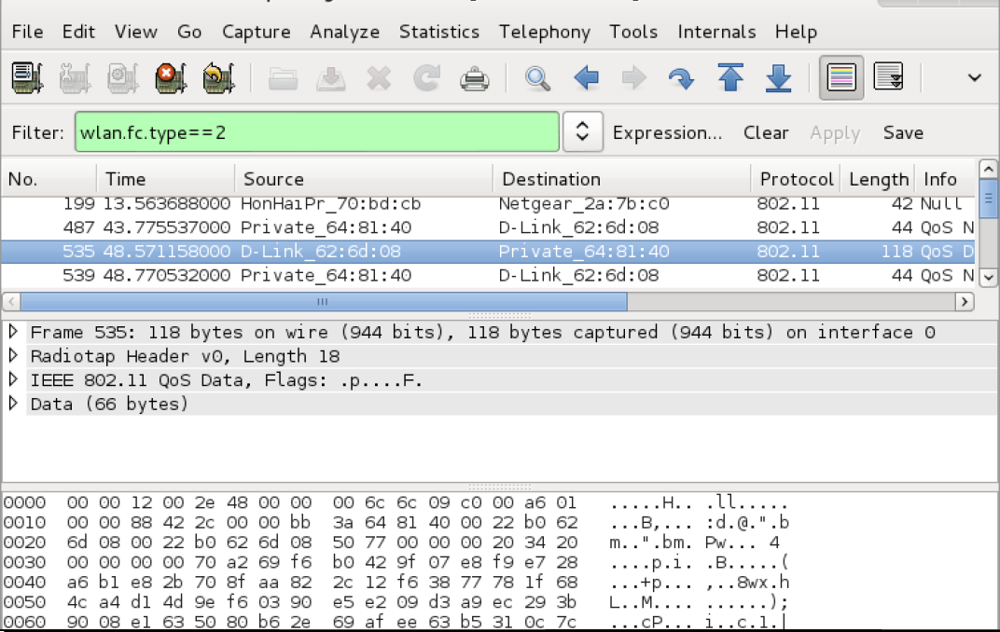 File Edit View Go Capture Analyze Statistics Telephony Tools Internals Help
Filter: wlan.fc.type==2 Expression... Clear Apply Save
No. Time Source Destination Protocol Length Info
199 13.563688000 HonHaiPr_70:bd:cb Netgear_2a:7b:c0 802.11 42 Null
487 43.775537000 Private_64:81:40 D-Link_62:6d:08 802.11 44 QoS N
535 48.571158000 D-Link_62:6d:08 Private_64:81:40 802.11 118 QoS D
539 48.770532000 Private_64:81:40 D-Link_62:6d:08 802.11 44 QoS N
Frame 535: 118 bytes on wire (944 bits), 118 bytes captured (944 bits) on interface 0
Radiotap Header v0, Length 18
IEEE 802.11 QoS Data, Flags: .p....F.
Data (66 bytes)
0000 00 00 12 00 2e 48 00 00 00 6c 6c 09 c0 00 a6 01 .....H.. .ll.....
0010 00 00 88 42 2c 00 00 bb 3a 64 81 40 00 22 b0 62 ...B,... :d.@.".b
0020 6d 08 00 22 b0 62 6d 08 50 77 00 00 00 20 34 20 m..".bm. Pw... 4
0030 00 00 00 00 70 a2 69 f6 b0 42 9f 07 e8 f9 e7 28 ....p.i. .B.....(
0040 a6 b1 e8 2b 70 8f aa 82 2c 12 f6 38 77 78 1f 68 ...+p... ,..8wx.h
0050 4c a4 d1 4d 9e f6 03 90 e5 e2 09 d3 a9 ec 29 3b L..M.... ......);
0060 90 08 e1 63 50 80 b6 2e 69 af ee 63 b5 31 0c 7c ...cP... i..c.1.|